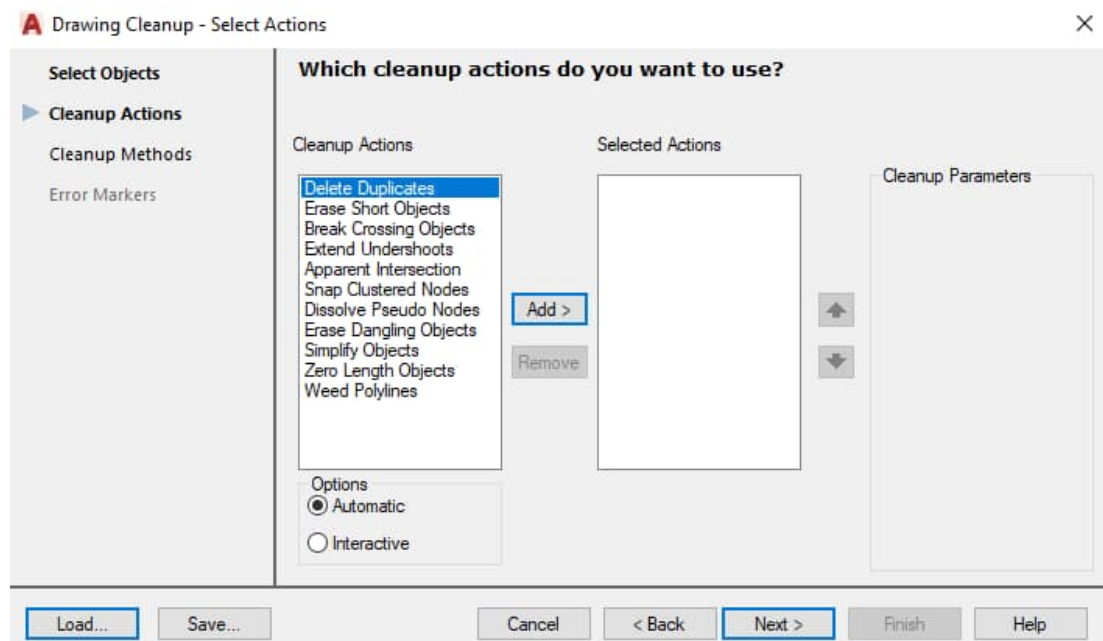 Drawing Cleanup - Select Actions
Select Objects
Cleanup Actions
Cleanup Methods
Error Markers
Which cleanup actions do you want to use?
Cleanup Actions
Delete Duplicates
Erase Short Objects
Break Crossing Objects
Extend Undershoots
Apparent Intersection
Snap Clustered Nodes
Dissolve Pseudo Nodes
Erase Dangling Objects
Simplify Objects
Zero Length Objects
Weed Polylines
Options
Automatic
Interactive
Add >
Remove
Selected Actions
Cleanup Parameters
Load...
Save...
Cancel
< Back
Next >
Finish
Help